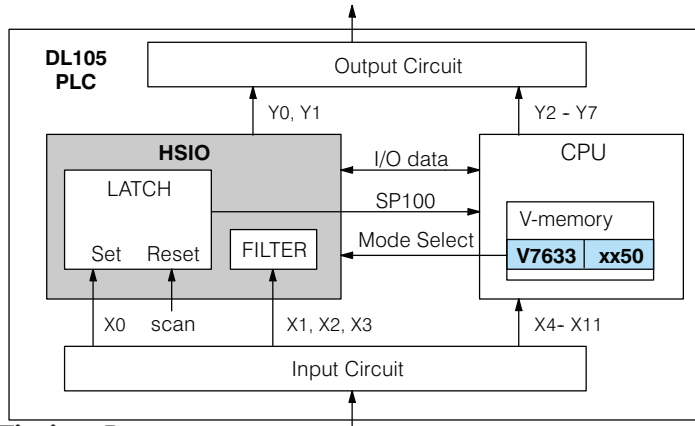 DL105
PLC
Output Circuit
Y0, Y1
Y2 - Y7
HSIO
CPU
I/O data
LATCH
SP100
V-memory
Set Reset
FILTER
Mode Select
V7633 xx50
X0
scan
X1, X2, X3
X4- X11
Input Circuit